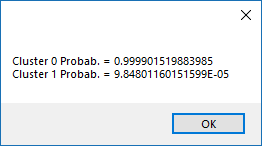 Cluster 0 Probab. = 0.999901519883985
Cluster 1 Probab. = 9.84801160151599E-05
OK